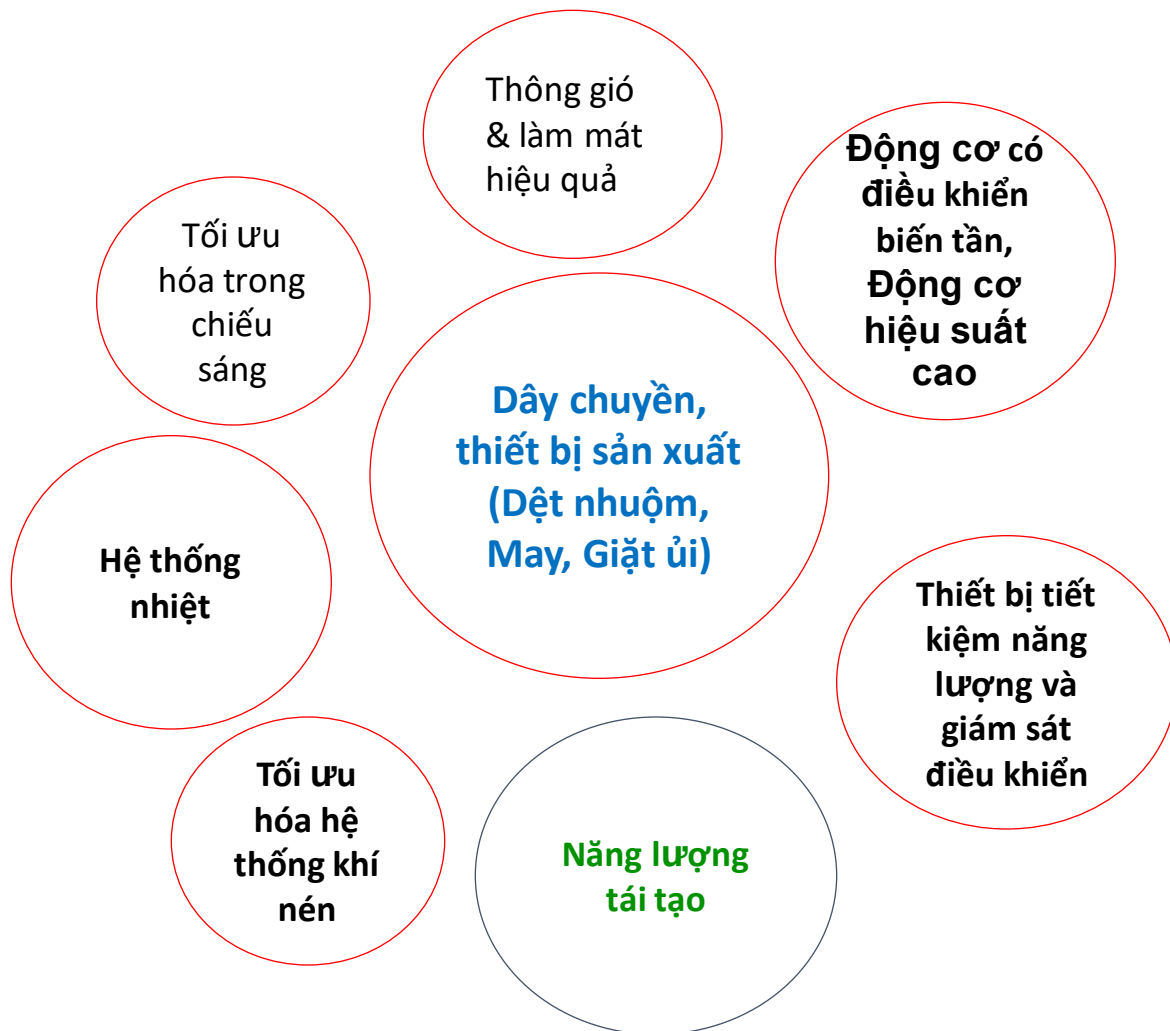 Thông gió
& làm mát
hiệu quả
Động cơ có
điều khiển
biến tần,
Động cơ
hiệu suất
cao
Tối ưu
hóa trong
chiếu
sáng
Dây chuyền,
thiết bị sản xuất
(Dệt nhuộm,
May, Giặt ủi)
Hệ thống
nhiệt
Thiết bị tiết
kiệm năng
lượng và
giám sát
điều khiển
Tối ưu
hóa hệ
thống khí
nén
Năng lượng
tái tạo